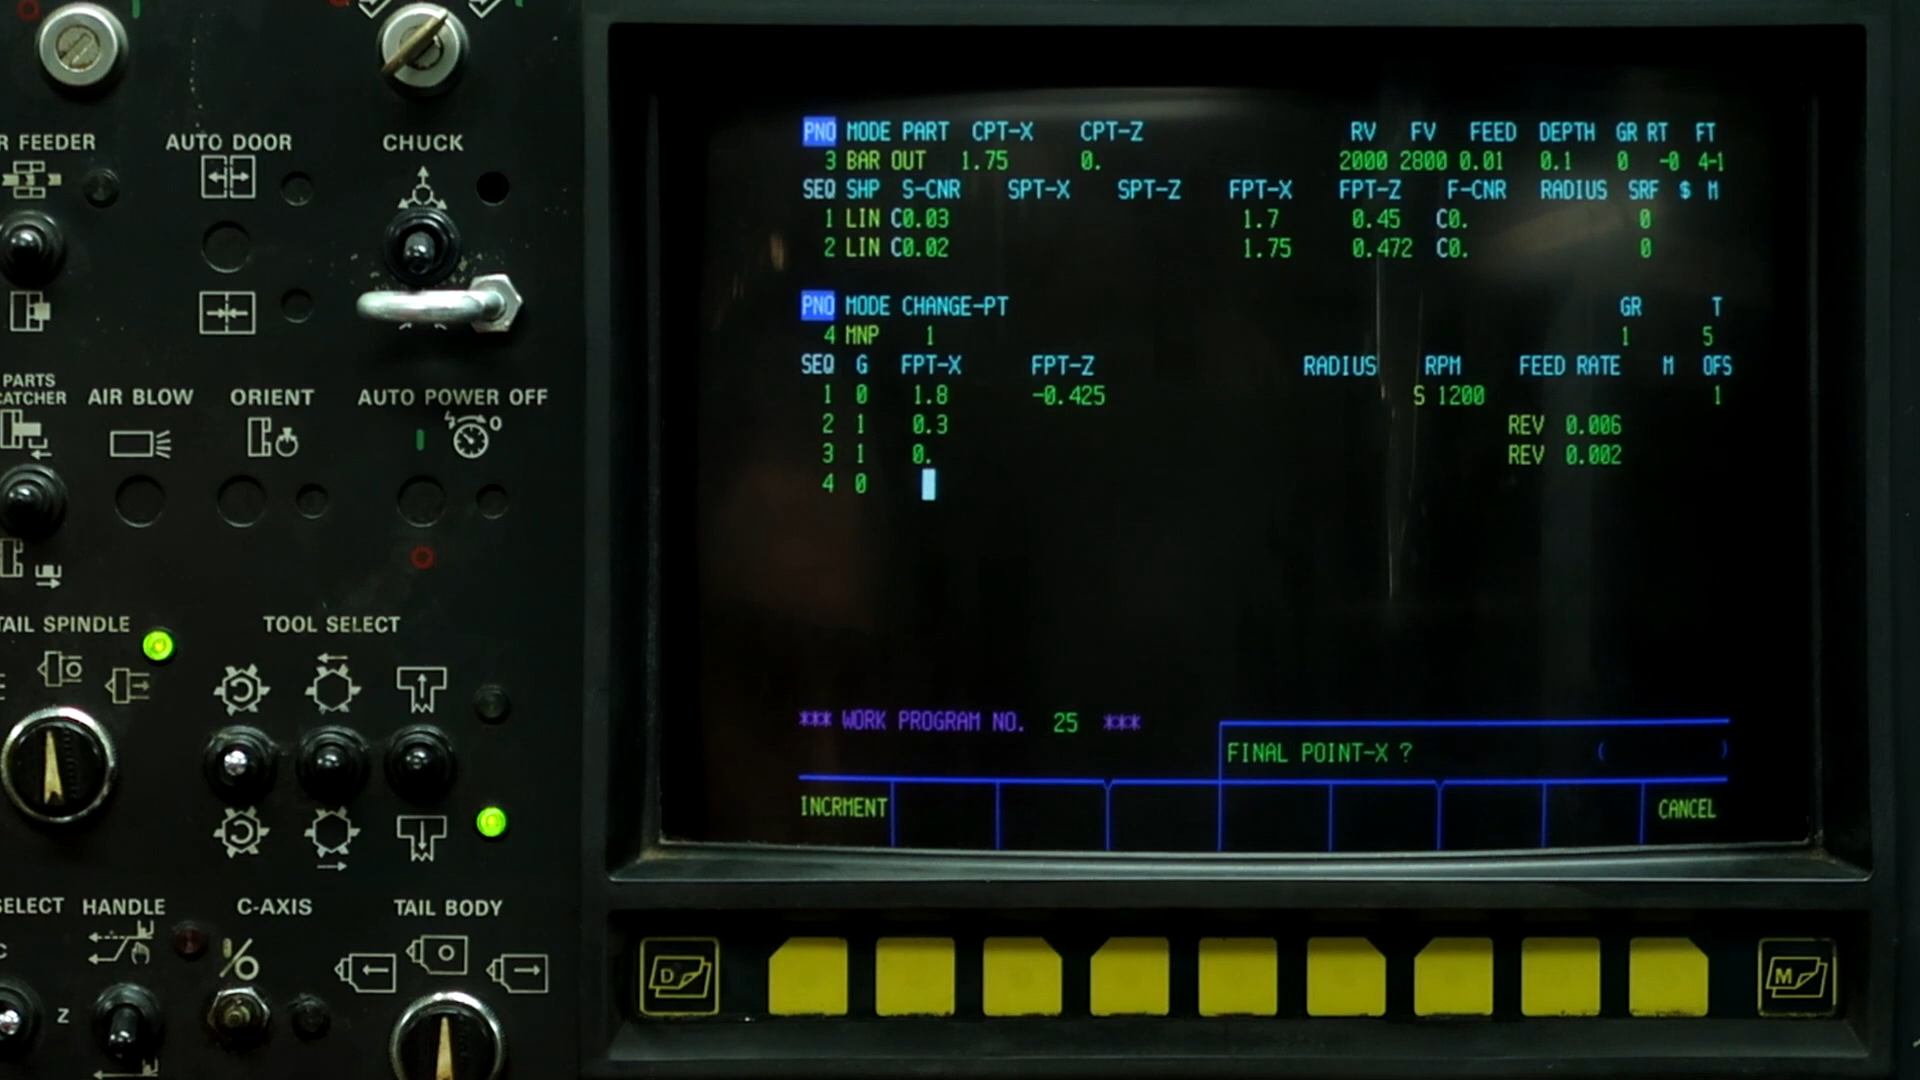 R FEEDER
AUTO DOOR
CHUCK
PARTS
CATCHER
AIR BLOW
ORIENT
AUTO POWER OFF
TAIL SPINDLE
TOOL SELECT
SELECT
HANDLE
C-AXIS
TAIL BODY
Z
PNO MODE PART CPT-X CPT-Z RV FV FEED DEPTH GR RT FT
3 BAR OUT 1.75 0. 2000 2800 0.01 0.1 0 -0 4-1
SEQ SHP S-CNR SPT-X SPT-Z FPT-X FPT-Z F-CNR RADIUS SRF $ M
1 LIN C0.03 1.7 0.45 C0. 0
2 LIN C0.02 1.75 0.472 C0. 0
PNO MODE CHANGE-PT GR T
4 MNP 1 1 5
SEQ G FPT-X FPT-Z RADIUS RPM FEED RATE M OFS
1 0 1.8 -0.425 S 1200 1
2 1 0.3 REV 0.006
3 1 0. REV 0.002
4 0
*** WORK PROGRAM NO. 25 ***
FINAL POINT-X ? ( )
INCRMENT CANCEL
D M